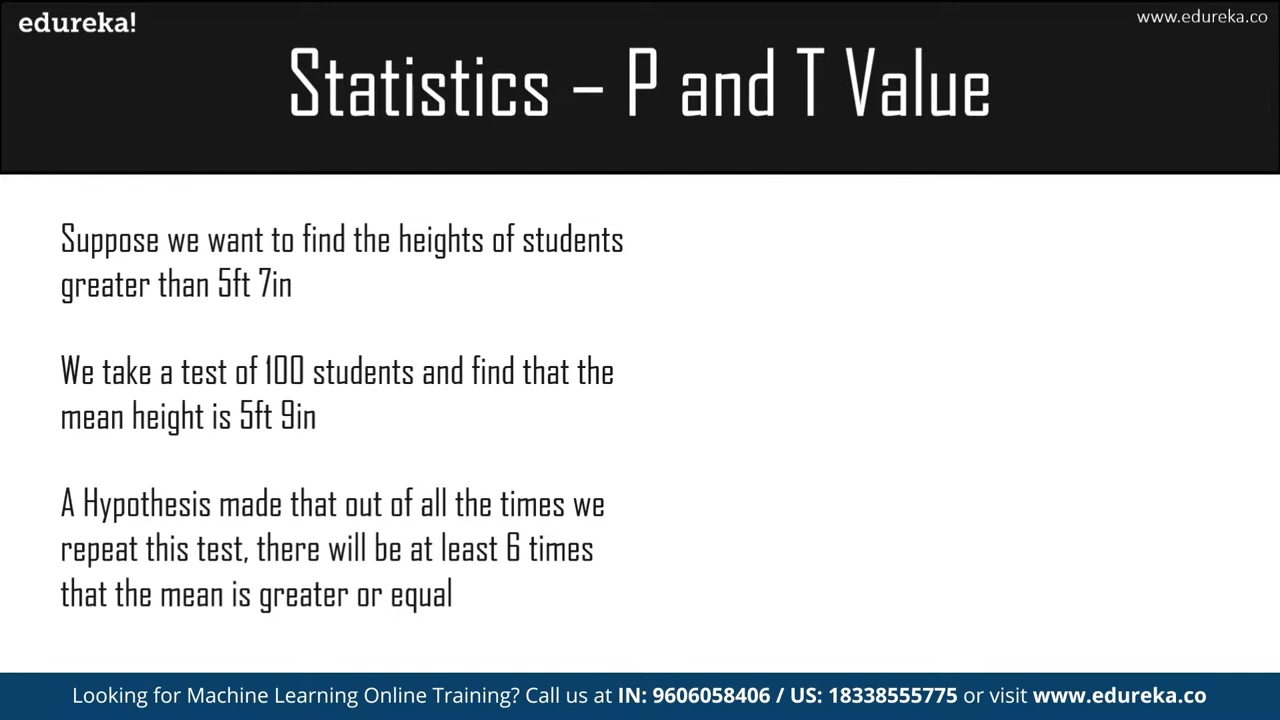 edureka!
www.edureka.co
Statistics – P and T Value
Suppose we want to find the heights of students
greater than 5ft 7in
We take a test of 100 students and find that the
mean height is 5ft 9in
A Hypothesis made that out of all the times we
repeat this test, there will be at least 6 times
that the mean is greater or equal
Looking for Machine Learning Online Training? Call us at IN: 9606058406 / US: 18338555775 or visit www.edureka.co